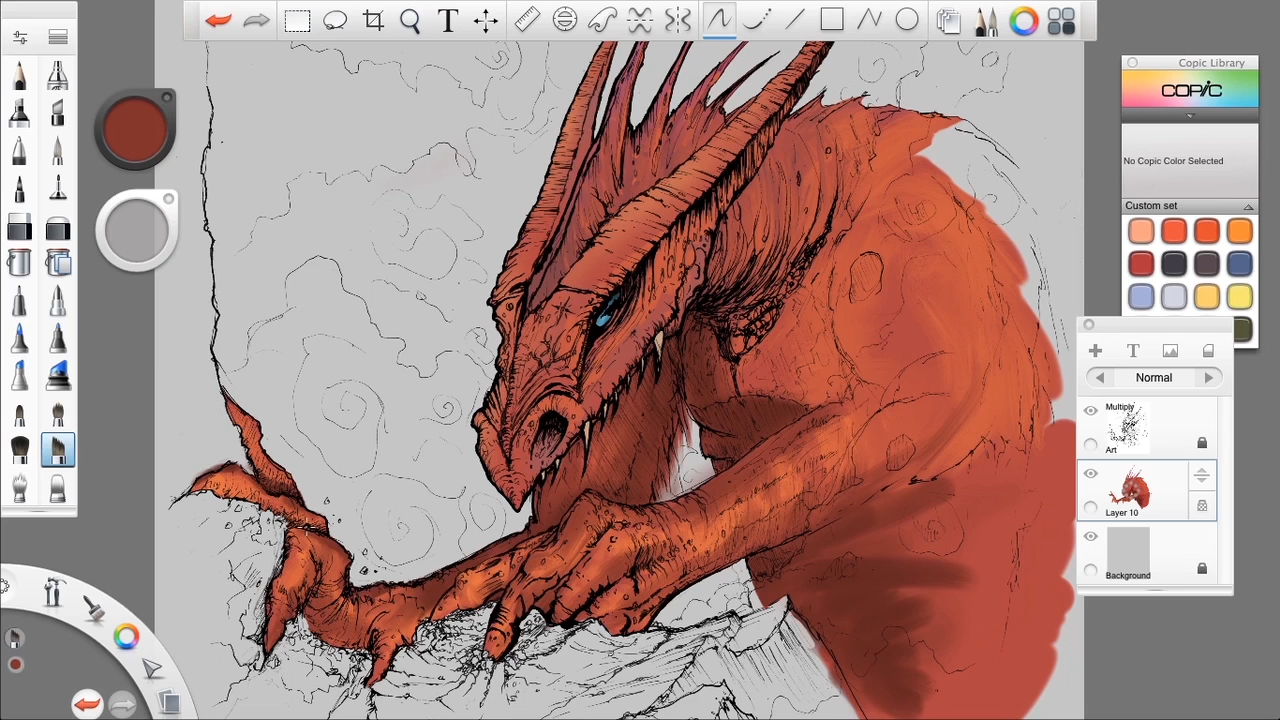 T
Copic Library
COPIC
No Copic Color Selected
Custom set
T
Normal
Multiply
Art
Layer 10
Background